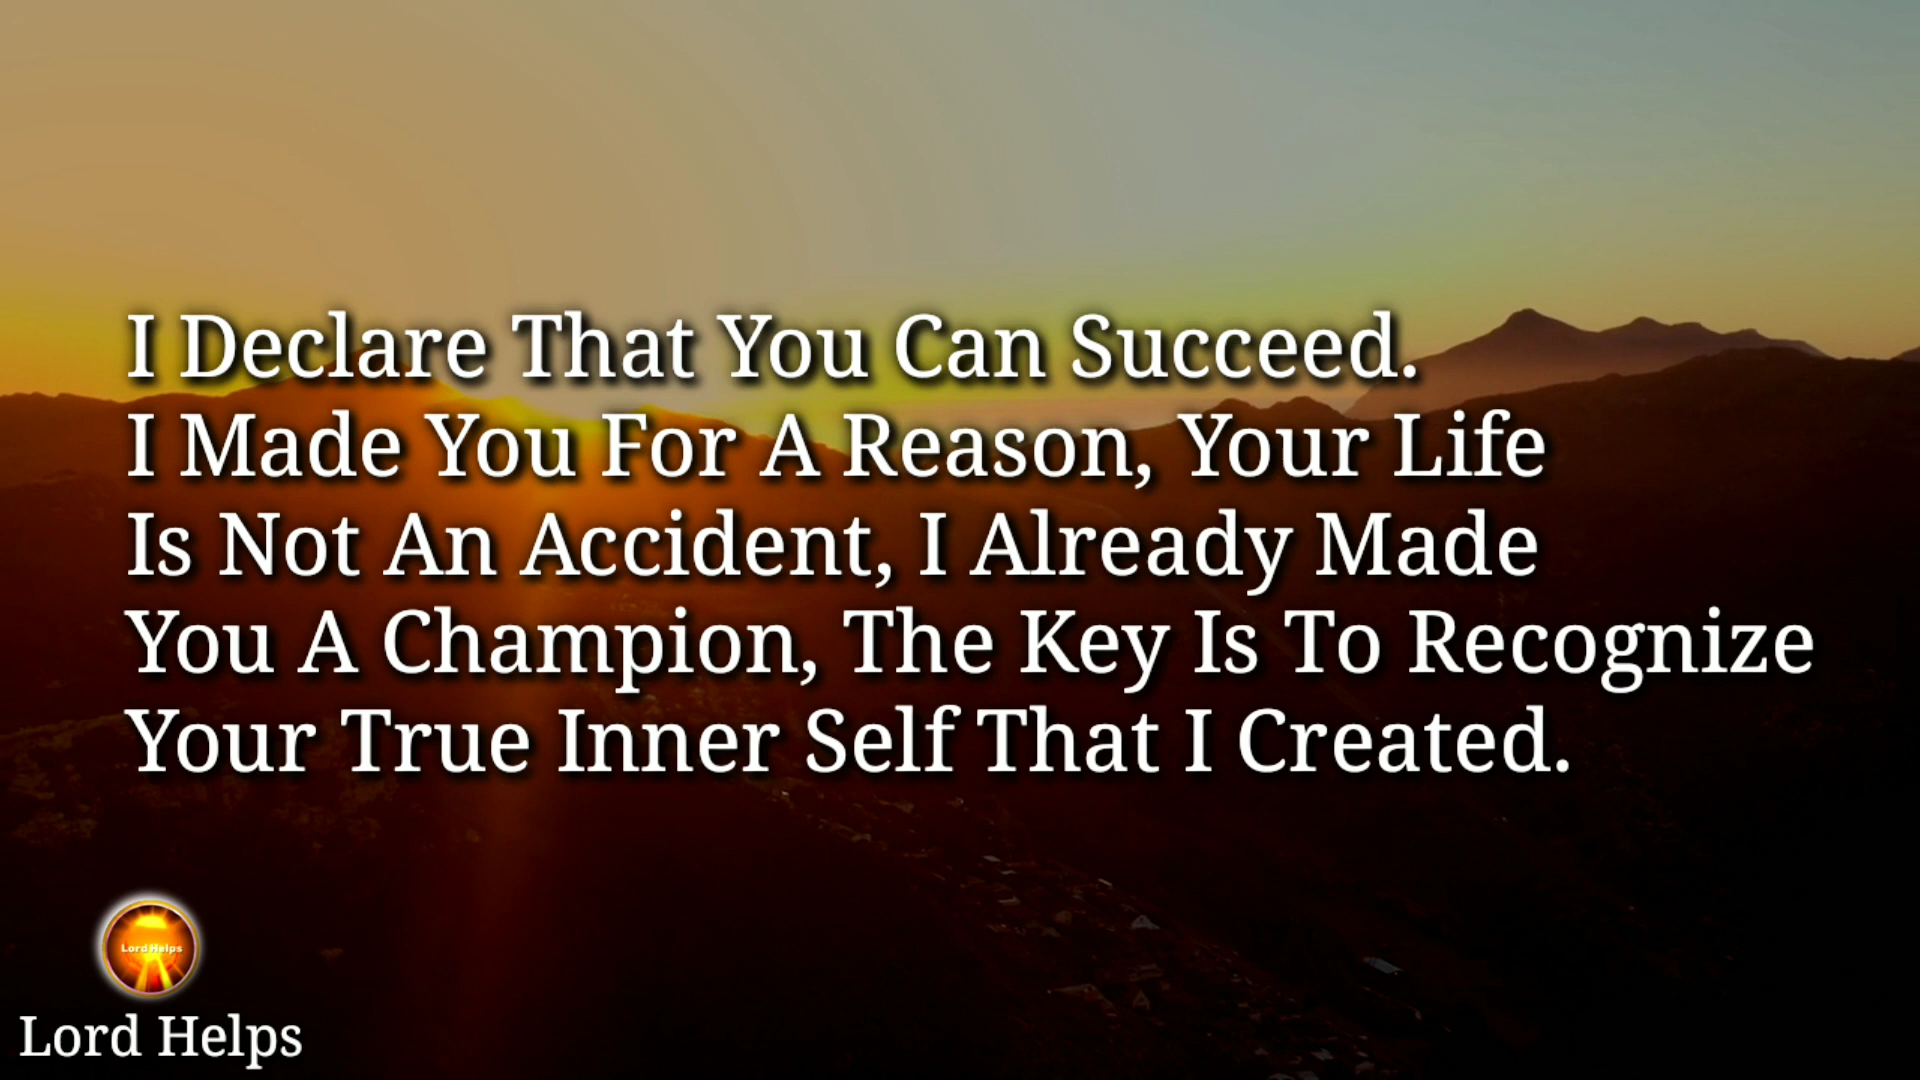 I Declare That You Can Succeed.
I Made You For A Reason, Your Life
Is Not An Accident, I Already Made
You A Champion, The Key Is To Recognize
Your True Inner Self That I Created.
Lord Helps
Lord Helps